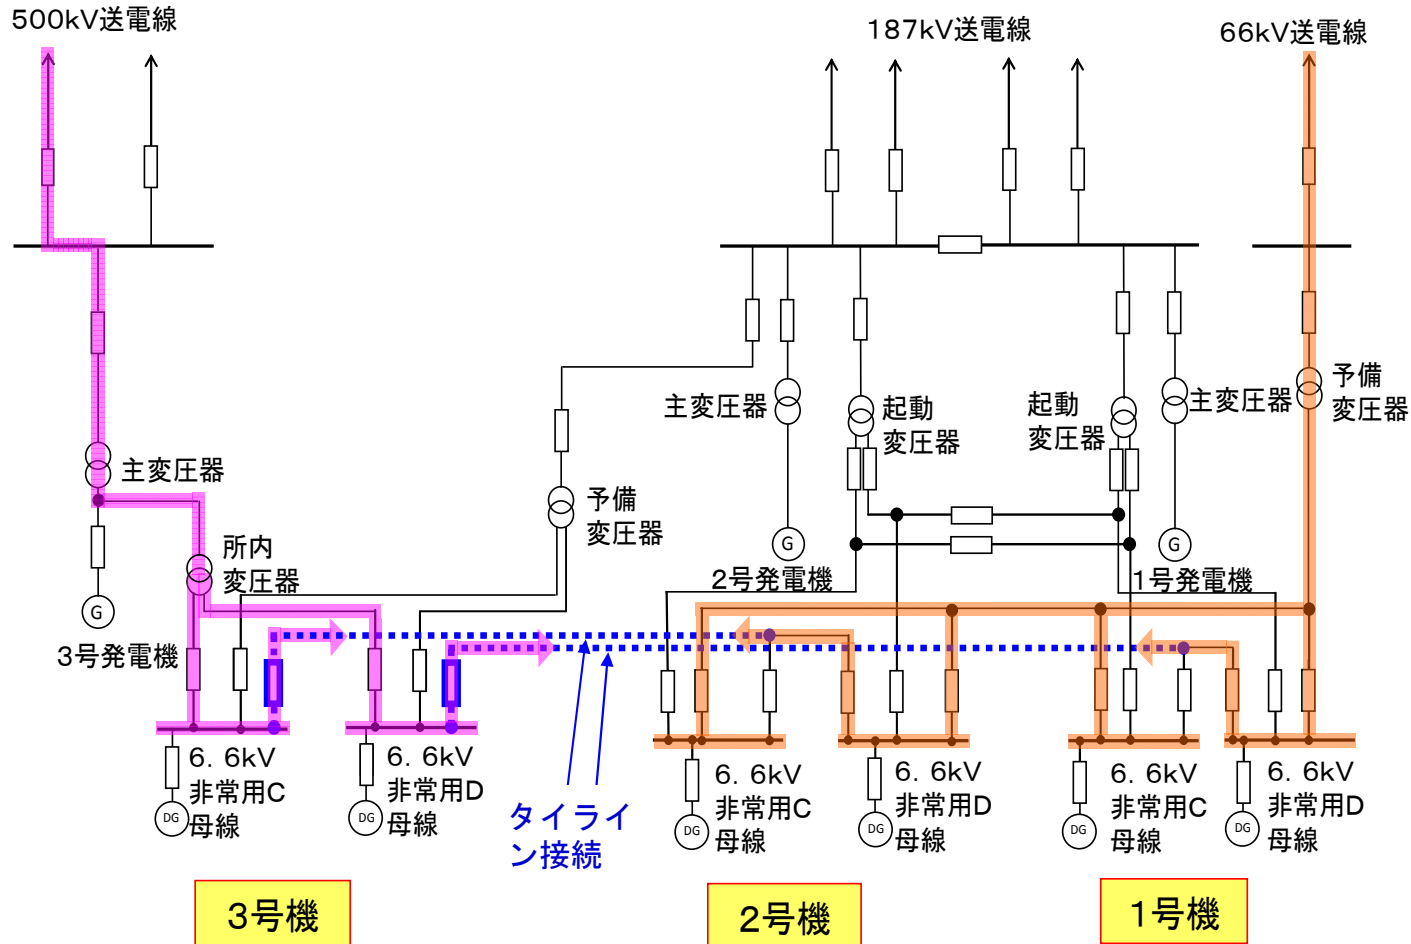 500kV送電線
187kV送電線
66kV送電線
主変圧器
起動
変圧器
起動
変圧器
主変圧器
予備
変圧器
主変圧器
予備
変圧器
所内
変圧器
G
G
G
2号発電機
1号発電機
3号発電機
6.6kV
非常用C
母線
DG
6.6kV
非常用D
母線
DG
タイライ
ン接続
6.6kV
非常用C
母線
DG
6.6kV
非常用D
母線
DG
6.6kV
非常用C
母線
DG
6.6kV
非常用D
母線
DG
3号機
2号機
1号機